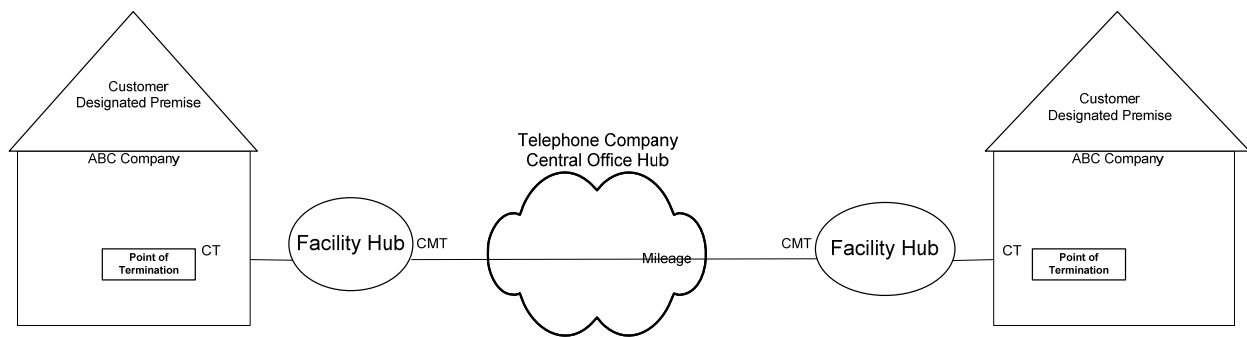 Customer
Designated Premise
ABC Company
Point of
Termination
CT
Facility Hub
CMT
Telephone Company
Central Office Hub
Mileage
CMT
Facility Hub
CT
Customer
Designated Premise
ABC Company
Point of
Termination